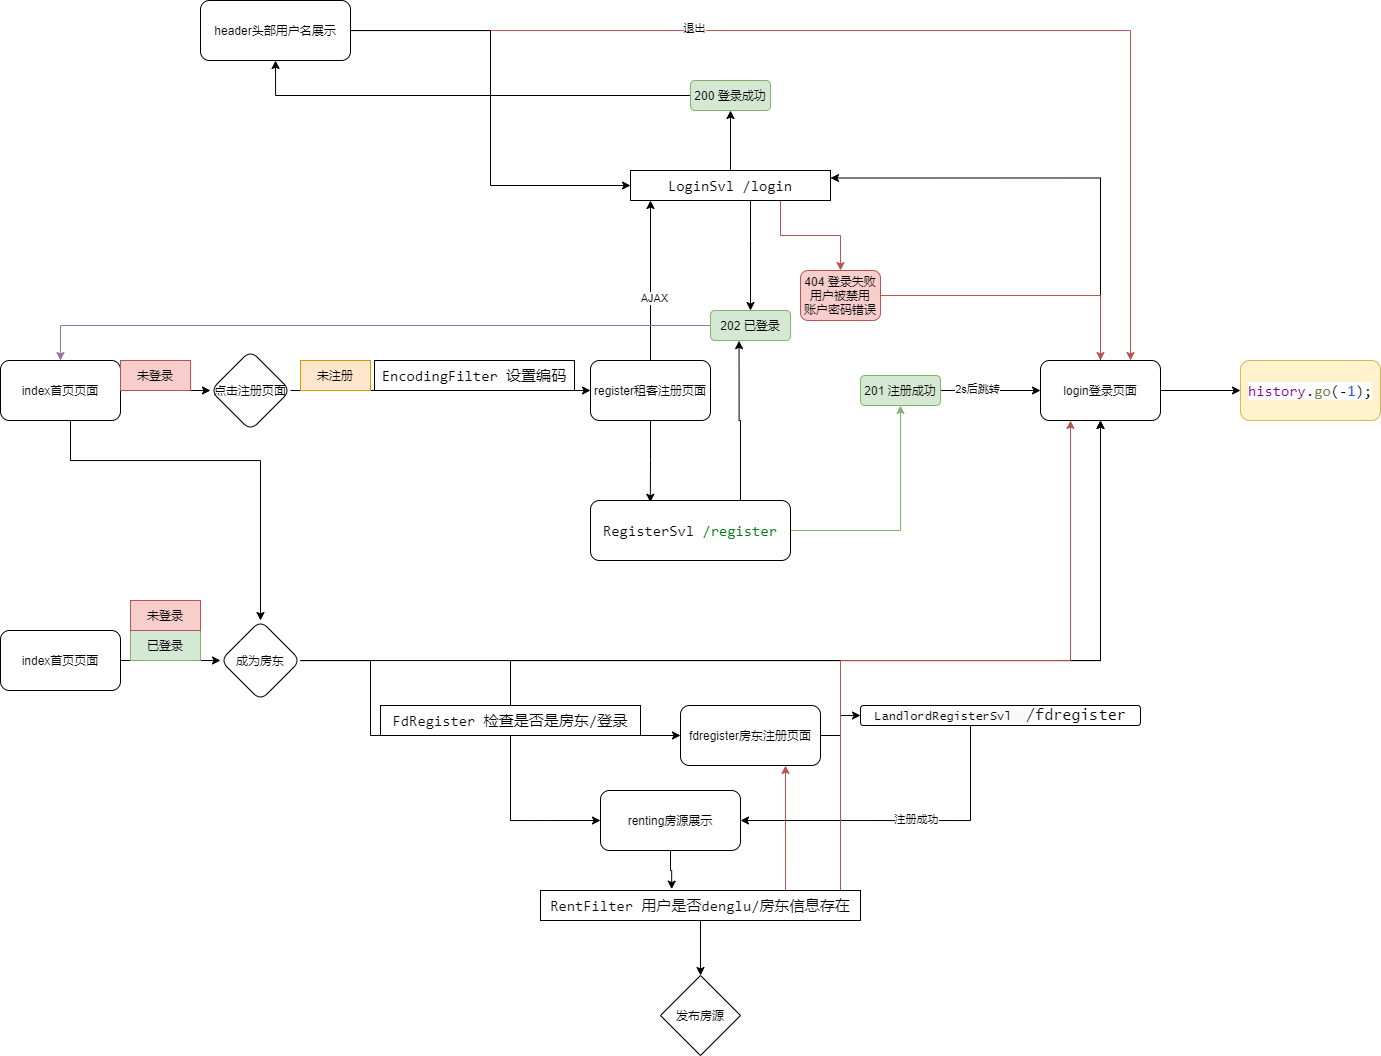 header头部用户名展示
退出
200 登录成功
LoginSvl /login
404 登录失败
用户被禁用
账户密码错误
AJAX
202 已登录
index首页页面
未登录
点击注册页面
未注册
EncodingFilter 设置编码
register租客注册页面
201 注册成功
2s后跳转
login登录页面
history.go(-1);
RegisterSvl /register
未登录
已登录
index首页页面
成为房东
FdRegister 检查是否是房东/登录
fdregister房东注册页面
LandlordRegisterSvl /fdregister
renting房源展示
注册成功
RentFilter 用户是否denglu/房东信息存在
发布房源